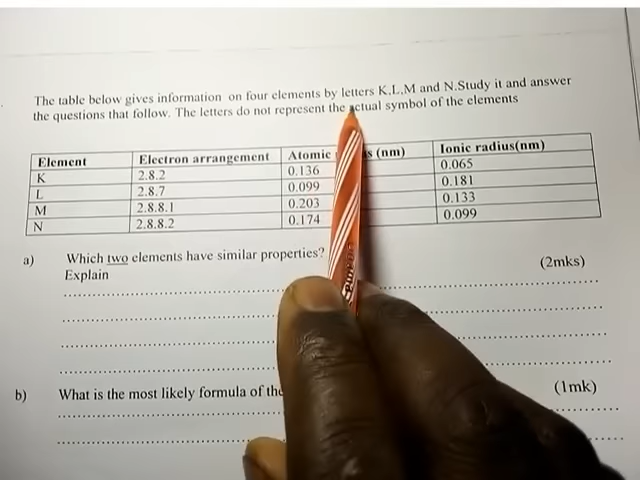 The table below gives information on four elements by letters K.L.M and N.Study it and answer
the questions that follow. The letters do not represent the actual symbol of the elements
Element Electron arrangement Atomic (nm) Ionic radius(nm)
K 2.8.2 0.136 0.065
L 2.8.7 0.099 0.181
M 2.8.8.1 0.203 0.133
N 2.8.8.2 0.174 0.099
a) Which two elements have similar properties? (2mks)
Explain
b) What is the most likely formula of the (1mk)